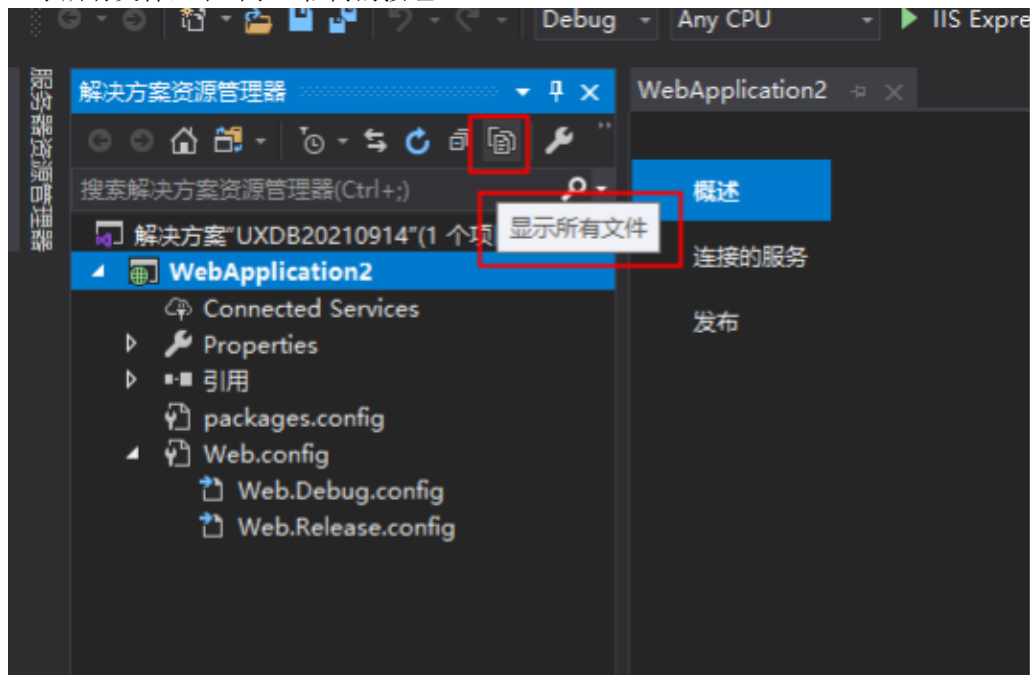 Debug Any CPU IIS Expre
服务器资源管理器
解决方案资源管理器
WebApplication2
搜索解决方案资源管理器(Ctrl+;)
显示所有文件
解决方案"UXDB20210914"(1 个项
WebApplication2
Connected Services
Properties
引用
packages.config
Web.config
Web.Debug.config
Web.Release.config
概述
连接的服务
发布